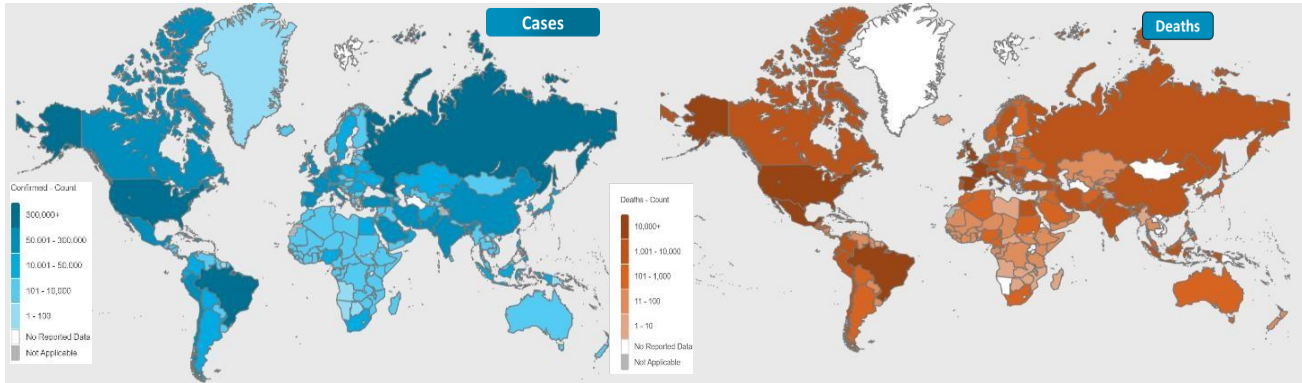 Cases
Confirmed - Count
300,000+
50,001 - 300,000
10,001 - 50,000
101 - 10,000
1 - 100
No Reported Data
Not Applicable
Deaths
Deaths - Count
10,000+
1,001 - 10,000
101 - 1,000
11 - 100
1 - 10
No Reported Data
Not Applicable